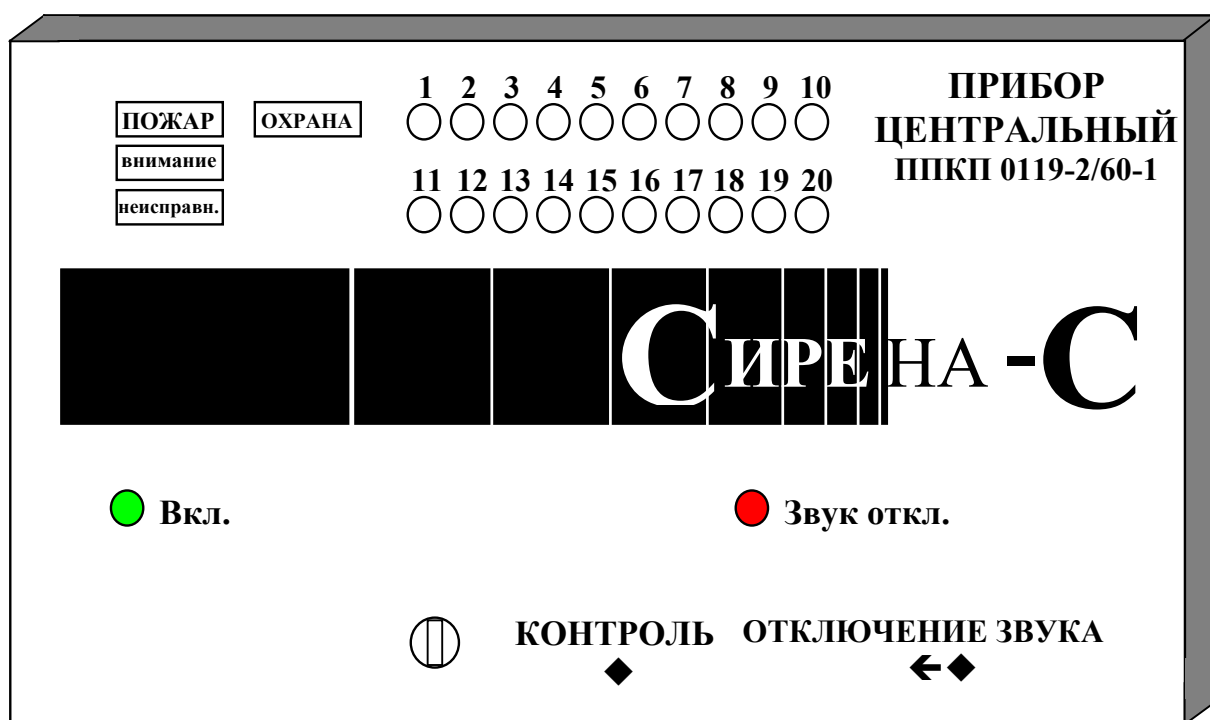 1 2 3 4 5 6 7 8 9 10
ПРИБОР
ПОЖАР ОХРАНА
ЦЕНТРАЛЬНЫЙ
внимание
ППКП 0119-2/60-1
11 12 13 14 15 16 17 18 19 20
неисправн.
СИРЕНА-С
Вкл. Звук откл.
КОНТРОЛЬ ОТКЛЮЧЕНИЕ ЗВУКА